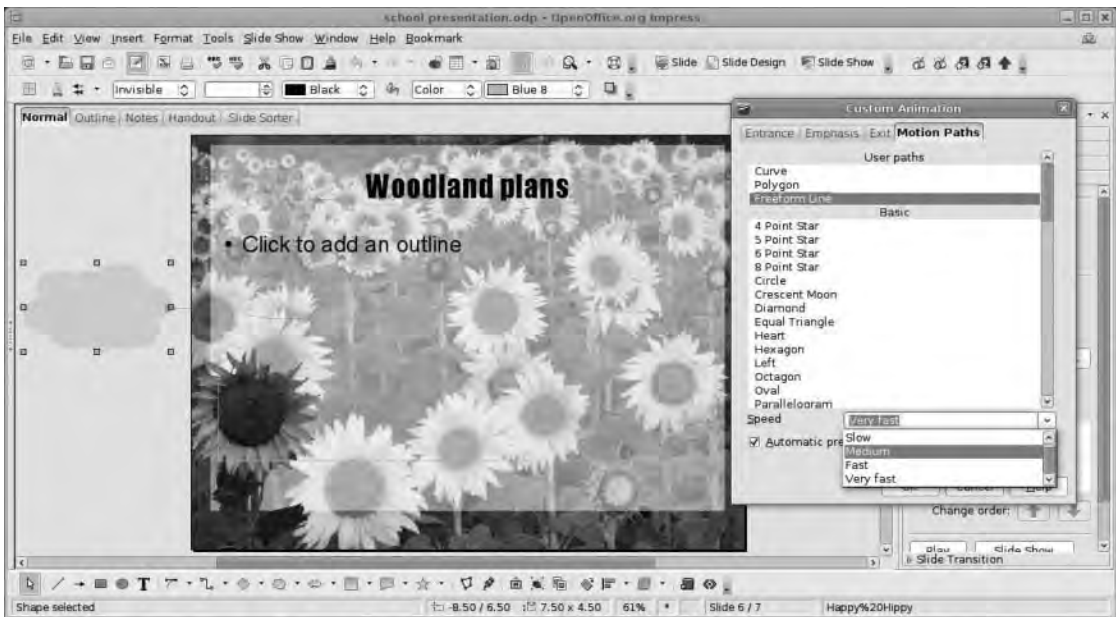 school presentation.odp - OpenOffice.org Impress
File Edit View Insert Format Tools Slide Show Window Help Bookmark
Slide Slide Design Slide Show
Invisible Black Color Blue 8
Normal Outline Notes Handout Slide Sorter
Woodland plans
• Click to add an outline
Custom Animation
Entrance Emphasis Exit Motion Paths
User paths
Curve
Polygon
Freeform Line
Basic
4 Point Star
5 Point Star
6 Point Star
8 Point Star
Circle
Crescent Moon
Diamond
Equal Triangle
Heart
Hexagon
Left
Octagon
Oval
Parallelogram
Speed Very fast
Automatic pre
Slow
Medium
Fast
Very fast
Change order:
Play Slide Show
Slide Transition
Shape selected -8.50 / 6.50 7.50 x 4.50 61% * Slide 6 / 7 Happy%20Hippy